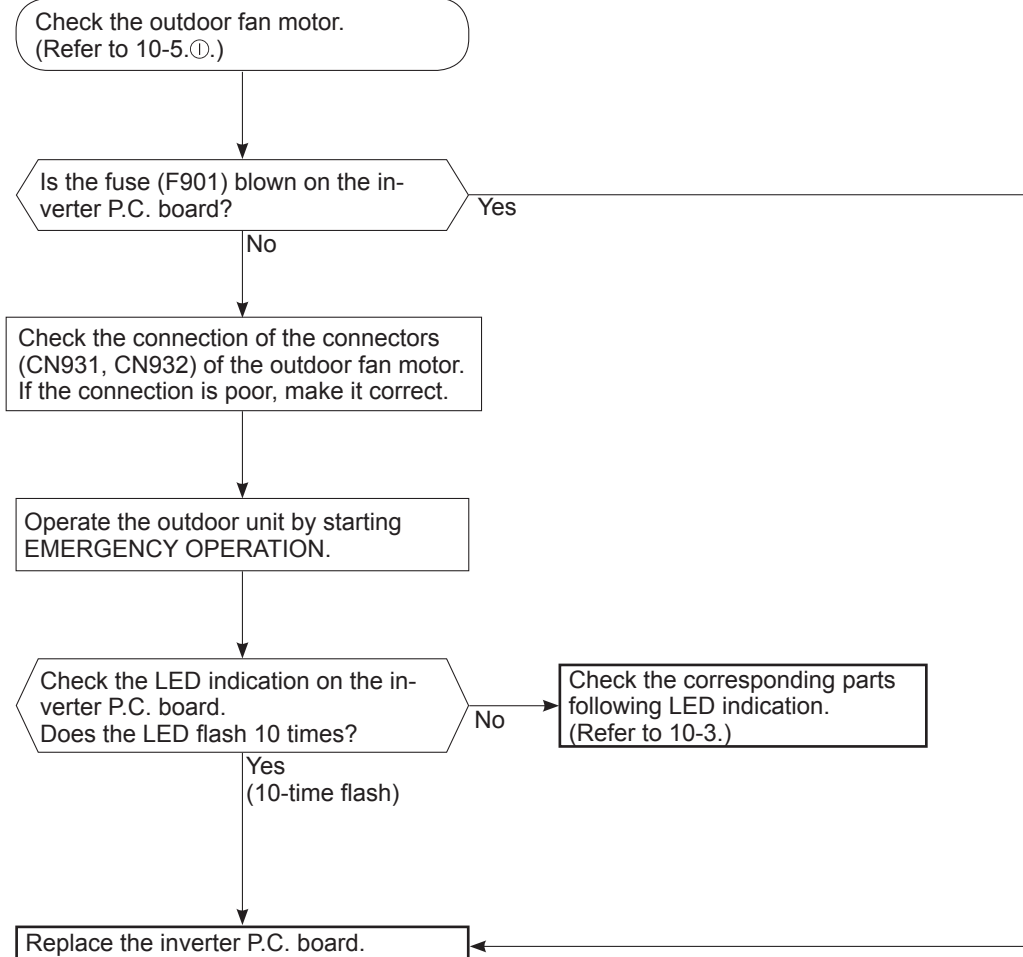 Check the outdoor fan motor.
(Refer to 10-5.Ⓘ.)
Is the fuse (F901) blown on the in-
verter P.C. board?
Yes
No
Check the connection of the connectors
(CN931, CN932) of the outdoor fan motor.
If the connection is poor, make it correct.
Operate the outdoor unit by starting
EMERGENCY OPERATION.
Check the LED indication on the in-
verter P.C. board.
Does the LED flash 10 times?
No
Check the corresponding parts
following LED indication.
(Refer to 10-3.)
Yes
(10-time flash)
Replace the inverter P.C. board.